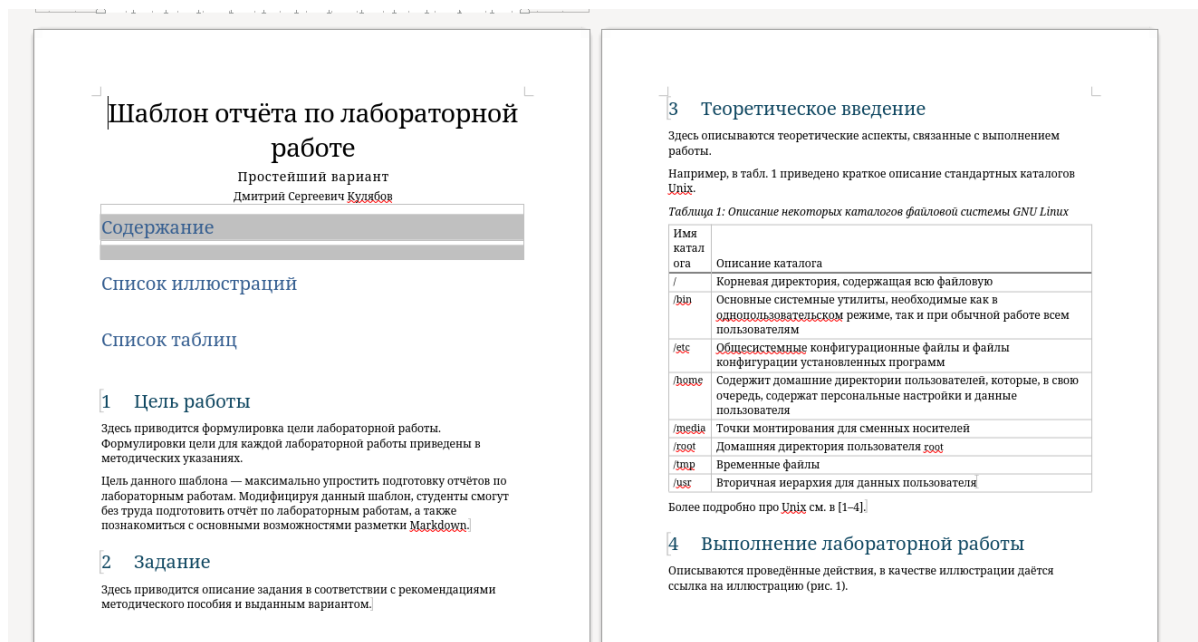 Шаблон отчёта по лабораторной
работе
Простейший вариант
Дмитрий Сергеевич Кулябов
Содержание
Список иллюстраций
Список таблиц
1 Цель работы
Здесь приводится формулировка цели лабораторной работы.
Формулировки цели для каждой лабораторной работы приведены в
методических указаниях.
Цель данного шаблона — максимально упростить подготовку отчётов по
лабораторным работам. Модифицируя данный шаблон, студенты смогут
без труда подготовить отчёт по лабораторным работам, а также
познакомиться с основными возможностями разметки Markdown.
2 Задание
Здесь приводится описание задания в соответствии с рекомендациями
методического пособия и выданным вариантом.
3 Теоретическое введение
Здесь описываются теоретические аспекты, связанные с выполнением
работы.
Например, в табл. 1 приведено краткое описание стандартных каталогов
Unix.
Таблица 1: Описание некоторых каталогов файловой системы GNU Linux
Имя
катал
ога Описание каталога
/ Корневая директория, содержащая всю файловую
/bin Основные системные утилиты, необходимые как в
однопользовательском режиме, так и при обычной работе всем
пользователям
/etc Общесистемные конфигурационные файлы и файлы
конфигурации установленных программ
/home Содержит домашние директории пользователей, которые, в свою
очередь, содержат персональные настройки и данные
пользователя
/media Точки монтирования для сменных носителей
/root Домашняя директория пользователя root
/tmp Временные файлы
/usr Вторичная иерархия для данных пользователя
Более подробно про Unix см. в [1–4].
4 Выполнение лабораторной работы
Описываются проведённые действия, в качестве иллюстрации даётся
ссылка на иллюстрацию (рис. 1).